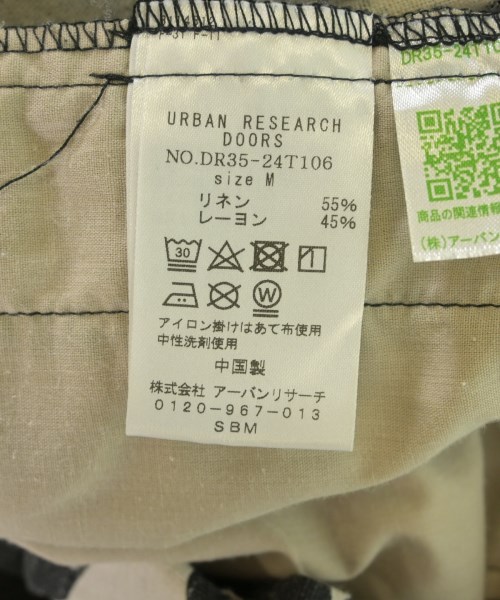 URBAN RESEARCH
DOORS
NO.DR35-24T106
size M
リネン 55%
レーヨン 45%
30
W
アイロン掛けはあて布使用
中性洗剤使用
中国製
株式会社 アーバンリサーチ
0120-967-013
SBM
DR35-24T1
商品の関連情報
(株)アーバン